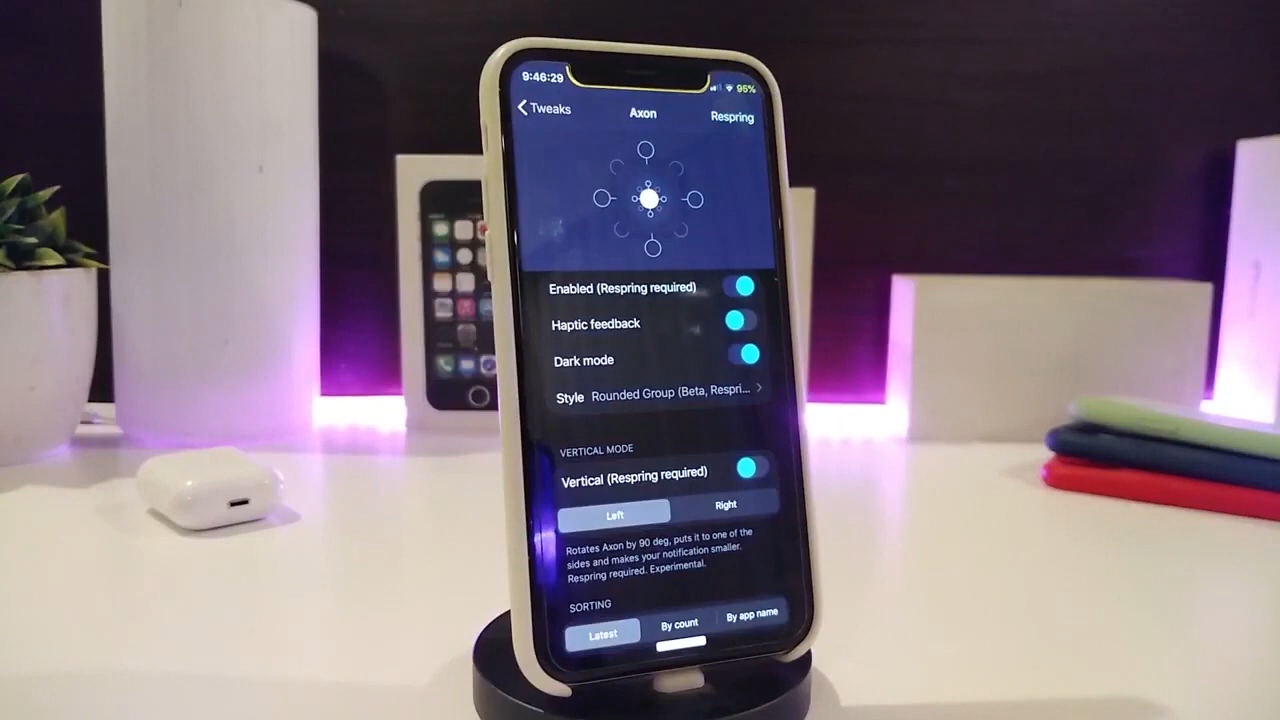 9:46:29
95%
Tweaks
Axon
Respring
Enabled (Respring required)
Haptic feedback
Dark mode
Style Rounded Group (Beta, Respri...
VERTICAL MODE
Vertical (Respring required)
Left
Right
Rotates Axon by 90 deg, puts it to one of the
sides and makes your notification smaller.
Respring required. Experimental.
SORTING
Latest
By count
By app name